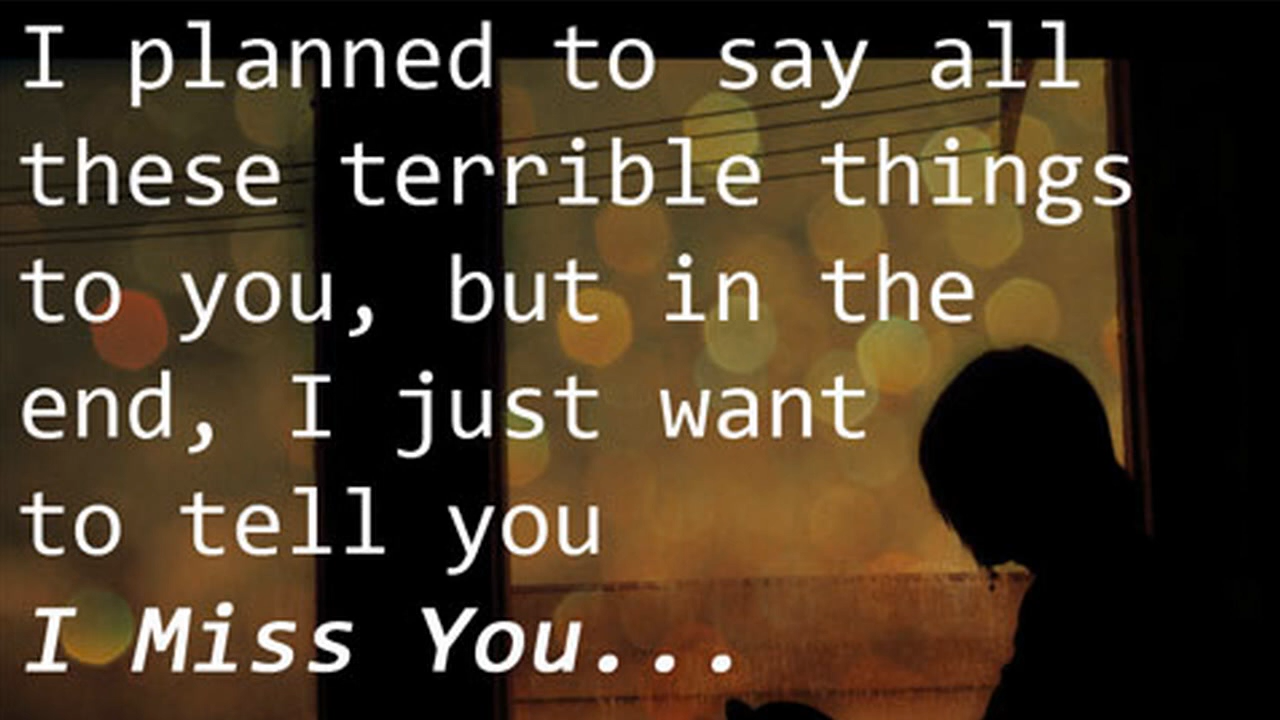 I planned to say all
these terrible things
to you, but in the
end, I just want
to tell you
I Miss You...